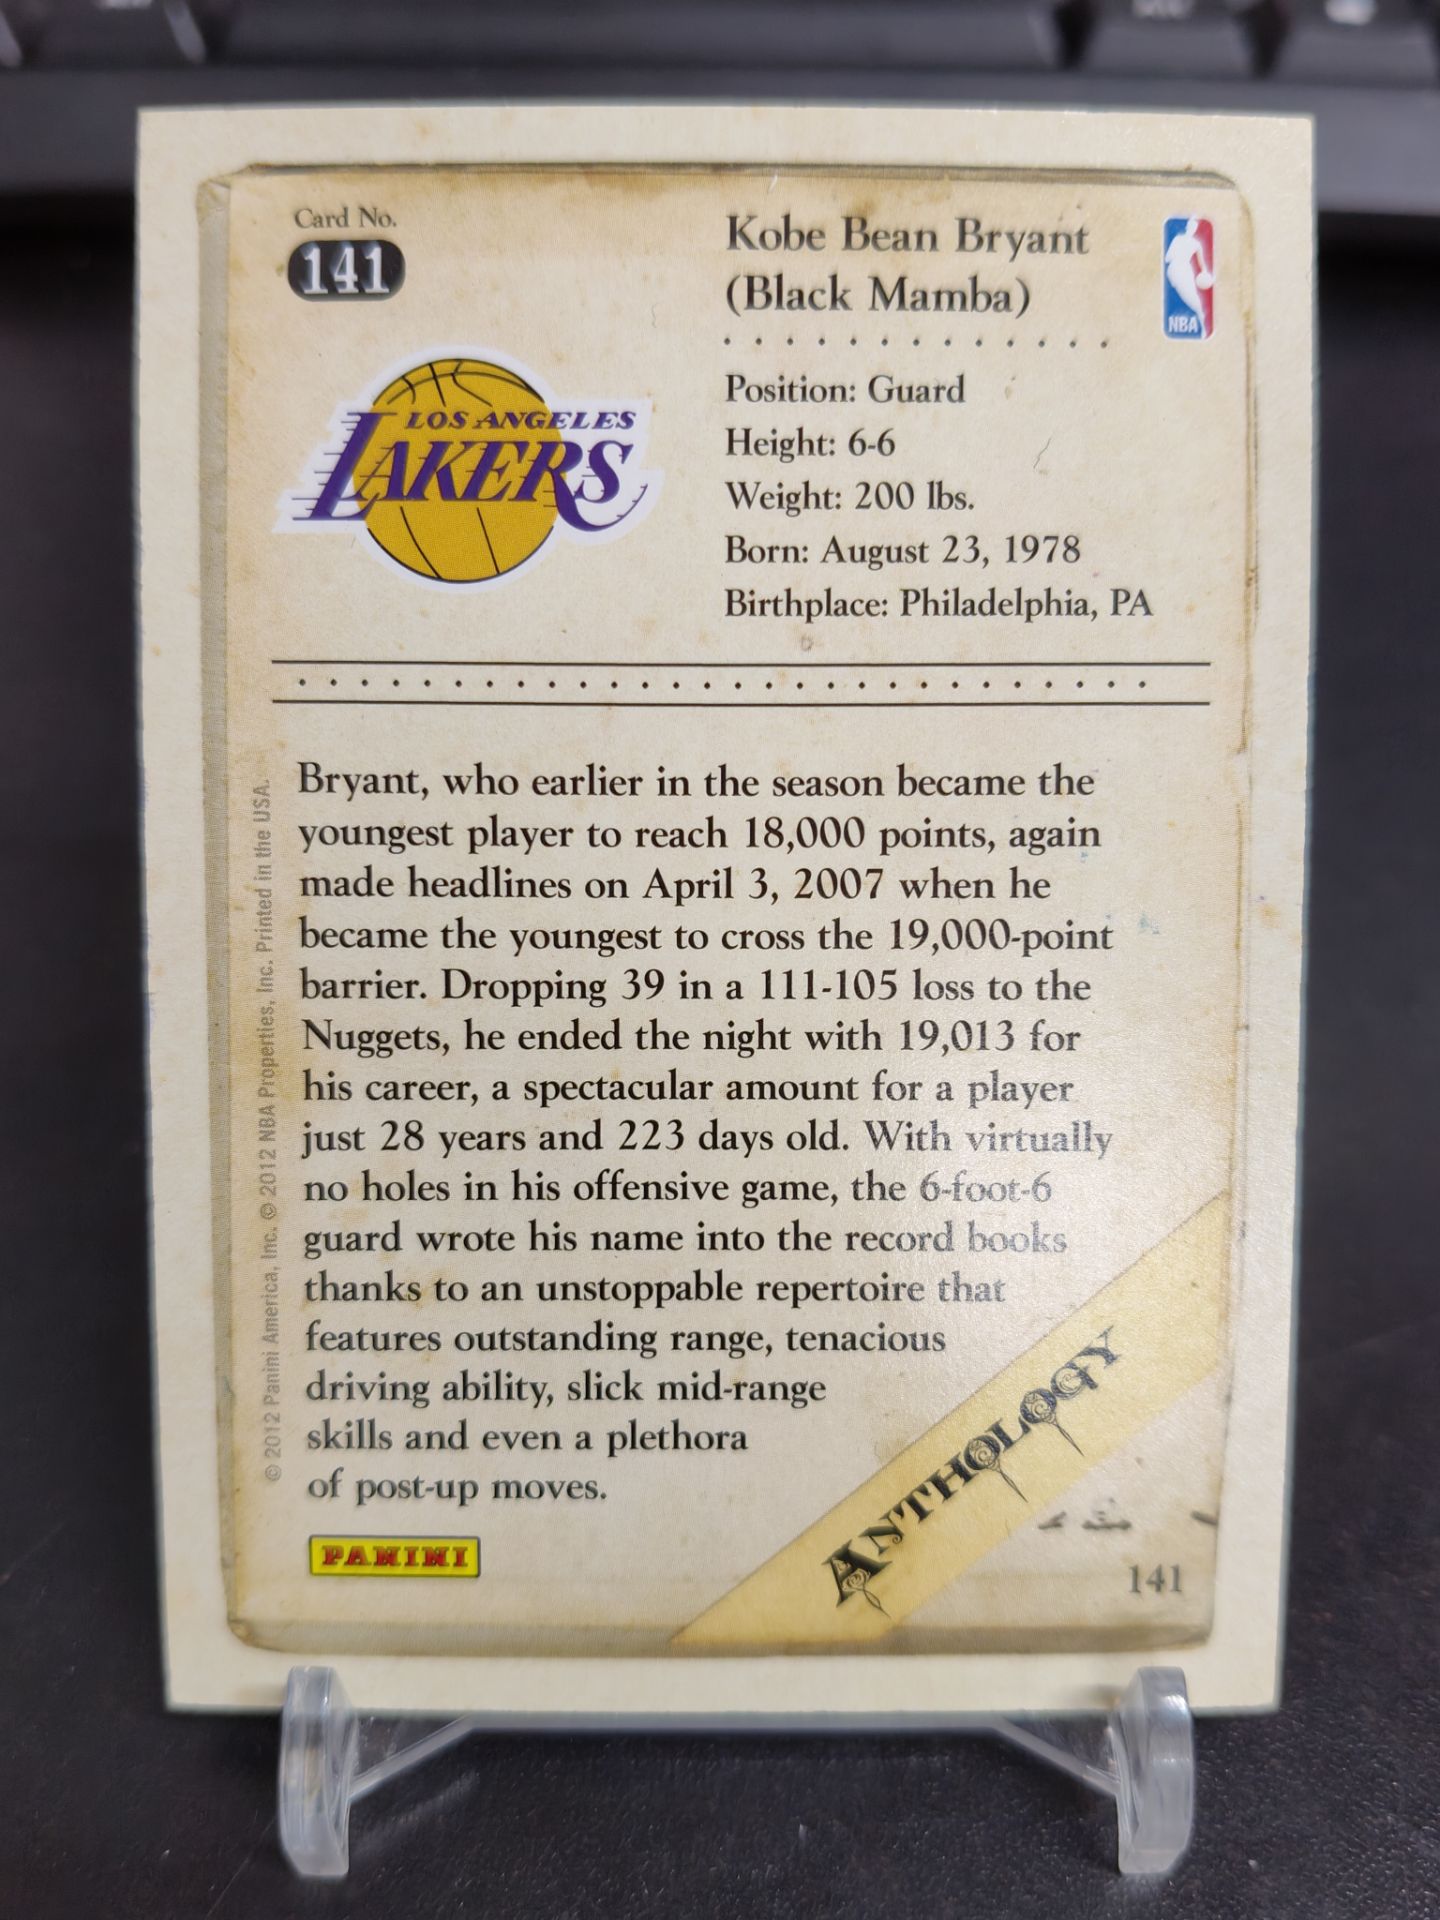 Card No.
141
Kobe Bean Bryant
(Black Mamba)
NBA
LOS ANGELES
LAKERS
Position: Guard
Height: 6-6
Weight: 200 lbs.
Born: August 23, 1978
Birthplace: Philadelphia, PA
Bryant, who earlier in the season became the
youngest player to reach 18,000 points, again
made headlines on April 3, 2007 when he
became the youngest to cross the 19,000-point
barrier. Dropping 39 in a 111-105 loss to the
Nuggets, he ended the night with 19,013 for
his career, a spectacular amount for a player
just 28 years and 223 days old. With virtually
no holes in his offensive game, the 6-foot-6
guard wrote his name into the record books
thanks to an unstoppable repertoire that
features outstanding range, tenacious
driving ability, slick mid-range
skills and even a plethora
of post-up moves.
© 2012 Panini America, Inc. © 2012 NBA Properties, Inc. Printed in the USA.
PANINI
ANTHOLOGY
141